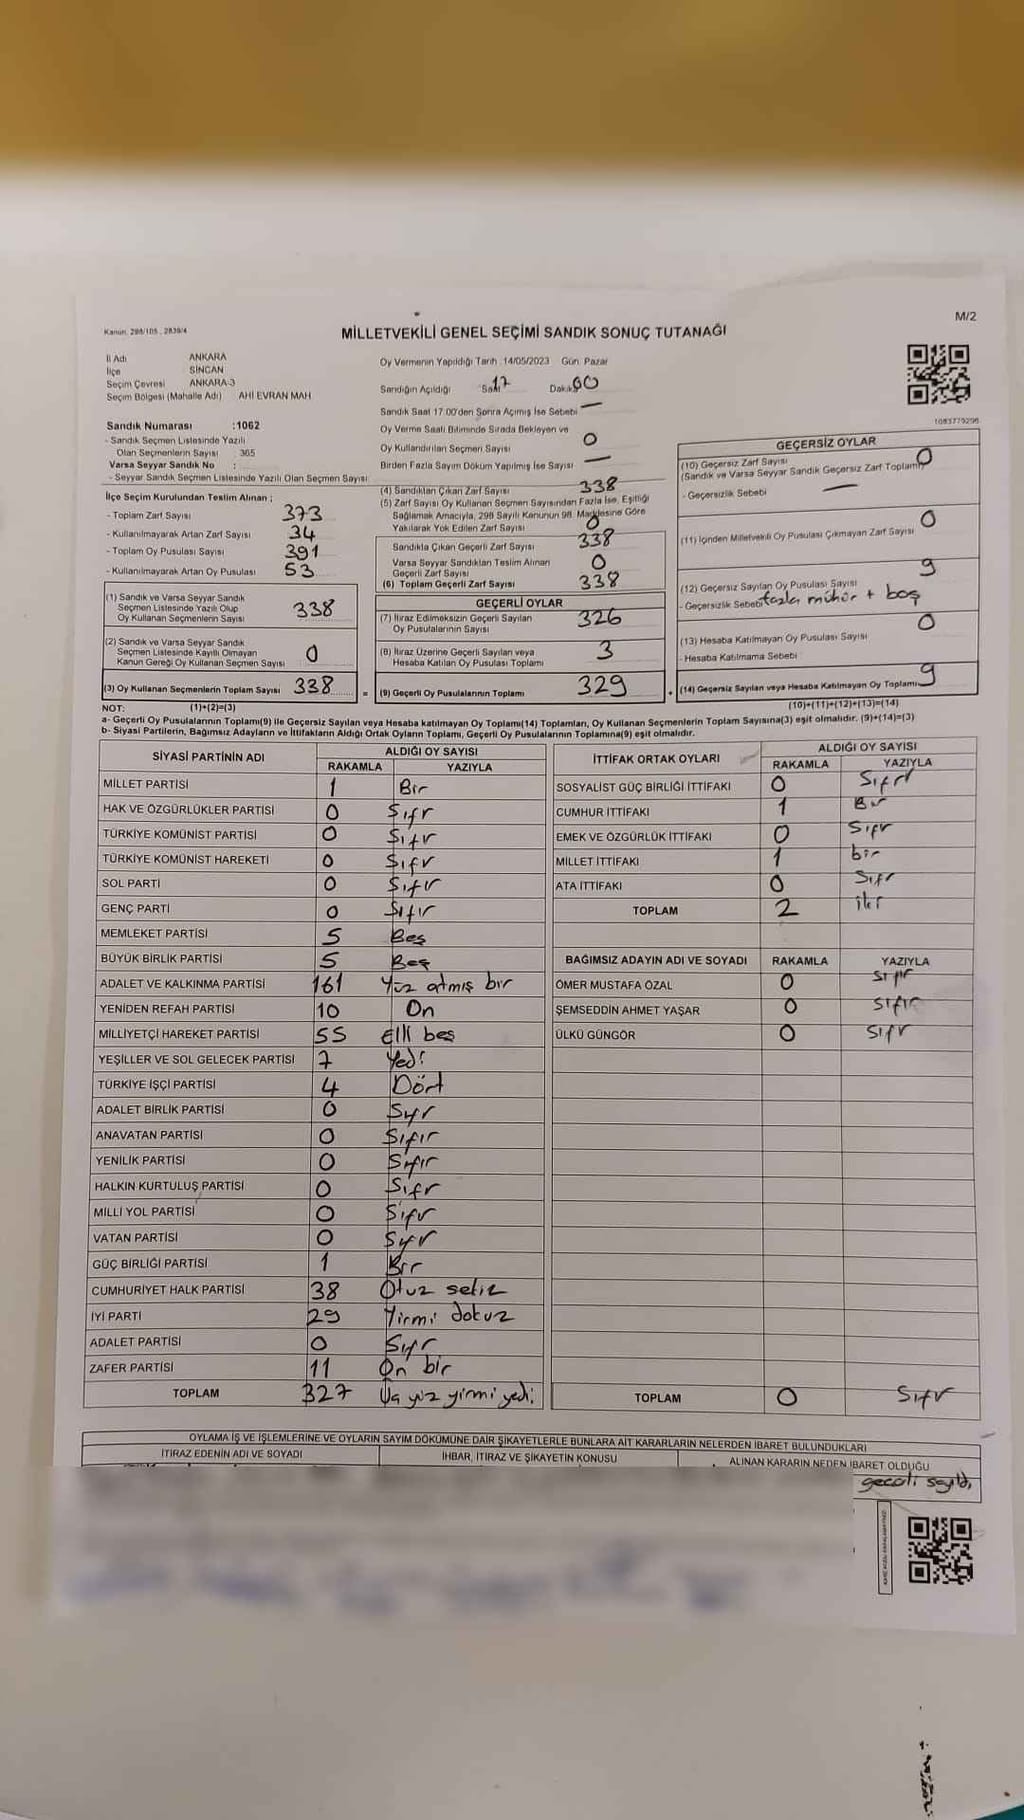 M/2
Kanun, 298/105 , 2839/4
MİLLETVEKİLİ GENEL SEÇİMİ SANDIK SONUÇ TUTANAĞI
İl Adı ANKARA
İlçe SİNCAN
Seçim Çevresi ANKARA-3
Seçim Bölgesi (Mahalle Adı) AHİ EVRAN MAH
Sandık Numarası :1062
- Sandık Seçmen Listesinde Yazılı
Olan Seçmenlerin Sayısı : 365
Varsa Seyyar Sandık No :
- Seyyar Sandık Seçmen Listesinde Yazılı Olan Seçmen Sayısı:
İlçe Seçim Kurulundan Teslim Alınan ;
- Toplam Zarf Sayısı 373
- Kullanılmayarak Artan Zarf Sayısı 34
- Toplam Oy Pusulası Sayısı 391
- Kullanılmayarak Artan Oy Pusulası 53
(1) Sandık ve Varsa Seyyar Sandık
Seçmen Listesinde Yazılı Olup
Oy Kullanan Seçmenlerin Sayısı 338
(2) Sandık ve Varsa Seyyar Sandık
Seçmen Listesinde Kayıtlı Olmayan
Kanun Gereği Oy Kullanan Seçmen Sayısı 0
(3) Oy Kullanan Seçmenlerin Toplam Sayısı 338
Oy Vermenin Yapıldığı Tarih :14/05/2023 Gün: Pazar
Sandığın Açıldığı Saat 17 Dakika 00
Sandık Saat 17.00'den Sonra Açılmış İse Sebebi —
Oy Verme Saati Bitiminde Sırada Bekleyen ve
Oy Kullandırılan Seçmen Sayısı 0
Birden Fazla Sayım Döküm Yapılmış İse Sayısı —
(4) Sandıktan Çıkan Zarf Sayısı 338
(5) Zarf Sayısı Oy Kullanan Seçmen Sayısından Fazla İse, Eşitliği
Sağlamak Amacıyla, 298 Sayılı Kanunun 98. Maddesine Göre
Yakılarak Yok Edilen Zarf Sayısı 0
Sandıkta Çıkan Geçerli Zarf Sayısı 338
Varsa Seyyar Sandıktan Teslim Alınan
Geçerli Zarf Sayısı 0
(6) Toplam Geçerli Zarf Sayısı 338
GEÇERLİ OYLAR
(7) İtiraz Edilmeksizin Geçerli Sayılan
Oy Pusulalarının Sayısı 326
(8) İtiraz Üzerine Geçerli Sayılan veya
Hesaba Katılan Oy Pusulası Toplamı 3
= (9) Geçerli Oy Pusulalarının Toplamı 329
1083779296
GEÇERSİZ OYLAR
(10) Geçersiz Zarf Sayısı 0
(Sandık ve Varsa Seyyar Sandık Geçersiz Zarf Toplamı)
- Geçersizlik Sebebi —
(11) İçinden Milletvekili Oy Pusulası Çıkmayan Zarf Sayısı 0
(12) Geçersiz Sayılan Oy Pusulası Sayısı 9
- Geçersizlik Sebebi fazla mühür + boş
(13) Hesaba Katılmayan Oy Pusulası Sayısı 0
- Hesaba Katılmama Sebebi
+ (14) Geçersiz Sayılan veya Hesaba Katılmayan Oy Toplamı 9
NOT: (1)+(2)=(3) (10)+(11)+(12)+(13)=(14)
a- Geçerli Oy Pusulalarının Toplamı(9) ile Geçersiz Sayılan veya Hesaba katılmayan Oy Toplamı(14) Toplamları, Oy Kullanan Seçmenlerin Toplam Sayısına(3) eşit olmalıdır. (9)+(14)=(3)
b- Siyasi Partilerin, Bağımsız Adayların ve İttifakların Aldığı Ortak Oyların Toplamı, Geçerli Oy Pusulalarının Toplamına(9) eşit olmalıdır.
SİYASİ PARTİNİN ADI ALDIĞI OY SAYISI
RAKAMLA YAZIYLA
MİLLET PARTİSİ 1 Bir
HAK VE ÖZGÜRLÜKLER PARTİSİ 0 Sıfr
TÜRKİYE KOMÜNİST PARTİSİ 0 Sıfr
TÜRKİYE KOMÜNİST HAREKETİ 0 Sıfr
SOL PARTİ 0 Sıfır
GENÇ PARTİ 0 Sıfır
MEMLEKET PARTİSİ 5 Beş
BÜYÜK BİRLİK PARTİSİ 5 Beş
ADALET VE KALKINMA PARTİSİ 161 Yüz atmış bir
YENİDEN REFAH PARTİSİ 10 On
MİLLİYETÇİ HAREKET PARTİSİ 55 Elli beş
YEŞİLLER VE SOL GELECEK PARTİSİ 7 Yedi
TÜRKİYE İŞÇİ PARTİSİ 4 Dört
ADALET BİRLİK PARTİSİ 0 Sıfr
ANAVATAN PARTİSİ 0 Sıfır
YENİLİK PARTİSİ 0 Sıfır
HALKIN KURTULUŞ PARTİSİ 0 Sıfr
MİLLİ YOL PARTİSİ 0 Sıfr
VATAN PARTİSİ 0 Sıfr
GÜÇ BİRLİĞİ PARTİSİ 1 Bir
CUMHURİYET HALK PARTİSİ 38 Otuz sekiz
İYİ PARTİ 29 Yirmi dokuz
ADALET PARTİSİ 0 Sıfr
ZAFER PARTİSİ 11 On bir
TOPLAM 327 Üç yüz yirmi yedi
İTTİFAK ORTAK OYLARI ALDIĞI OY SAYISI
RAKAMLA YAZIYLA
SOSYALİST GÜÇ BİRLİĞİ İTTİFAKI 0 Sıfır
CUMHUR İTTİFAKI 1 Bir
EMEK VE ÖZGÜRLÜK İTTİFAKI 0 Sıfr
MİLLET İTTİFAKI 1 bir
ATA İTTİFAKI 0 Sıfr
TOPLAM 2 iki
BAĞIMSIZ ADAYIN ADI VE SOYADI RAKAMLA YAZIYLA
ÖMER MUSTAFA ÖZAL 0 sıfır
ŞEMSEDDİN AHMET YAŞAR 0 sıfır
ÜLKÜ GÜNGÖR 0 sıfr
TOPLAM 0 Sıfr
OYLAMA İŞ VE İŞLEMLERİNE VE OYLARIN SAYIM DÖKÜMÜNE DAİR ŞİKAYETLERLE BUNLARA AİT KARARLARIN NELERDEN İBARET BULUNDUKLARI
İTİRAZ EDENİN ADI VE SOYADI İHBAR, İTİRAZ VE ŞİKAYETİN KONUSU ALINAN KARARIN NEDEN İBARET OLDUĞU
geçerli sayıldı